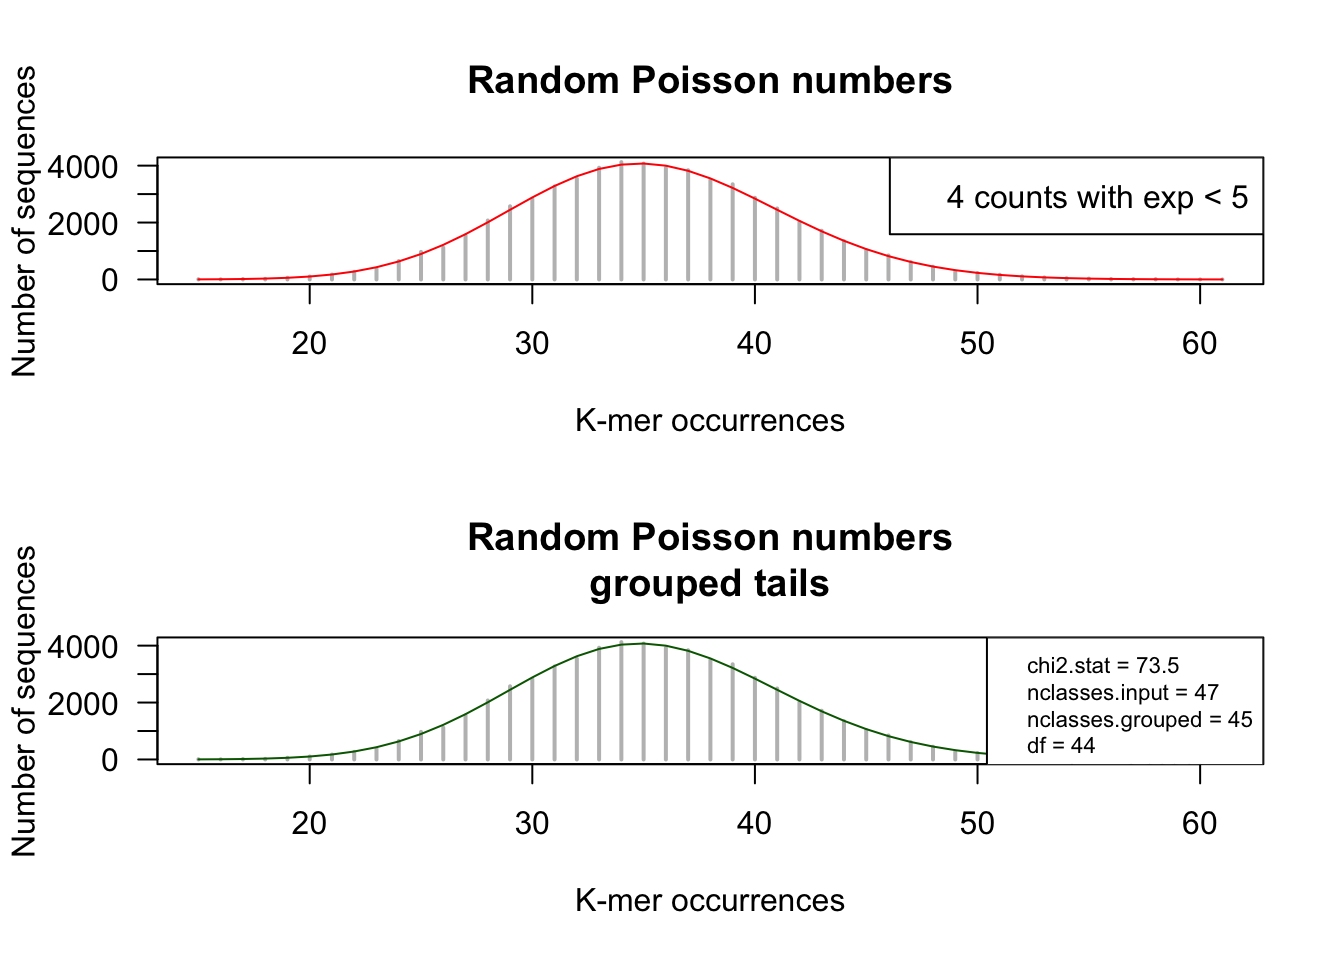 Random Poisson numbers
Number of sequences
4000
2000
0
4 counts with exp < 5
20 30 40 50 60
K-mer occurrences
Random Poisson numbers
grouped tails
Number of sequences
4000
2000
0
chi2.stat = 73.5
nclasses.input = 47
nclasses.grouped = 45
df = 44
20 30 40 50 60
K-mer occurrences